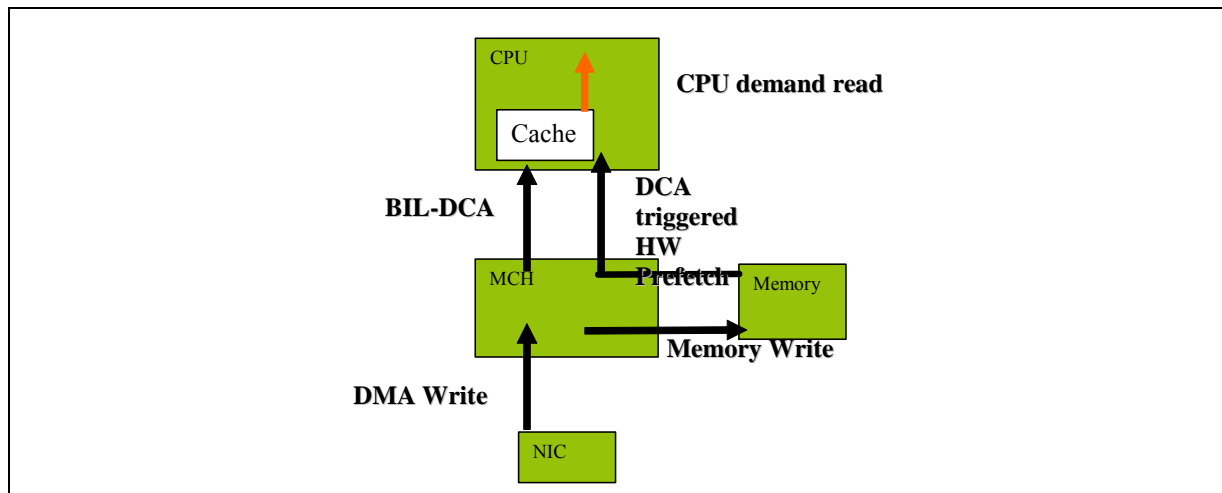 CPU
CPU demand read
Cache
BIL-DCA
DCA
triggered
HW
Prefetch
MCH
Memory
Memory Write
DMA Write
NIC